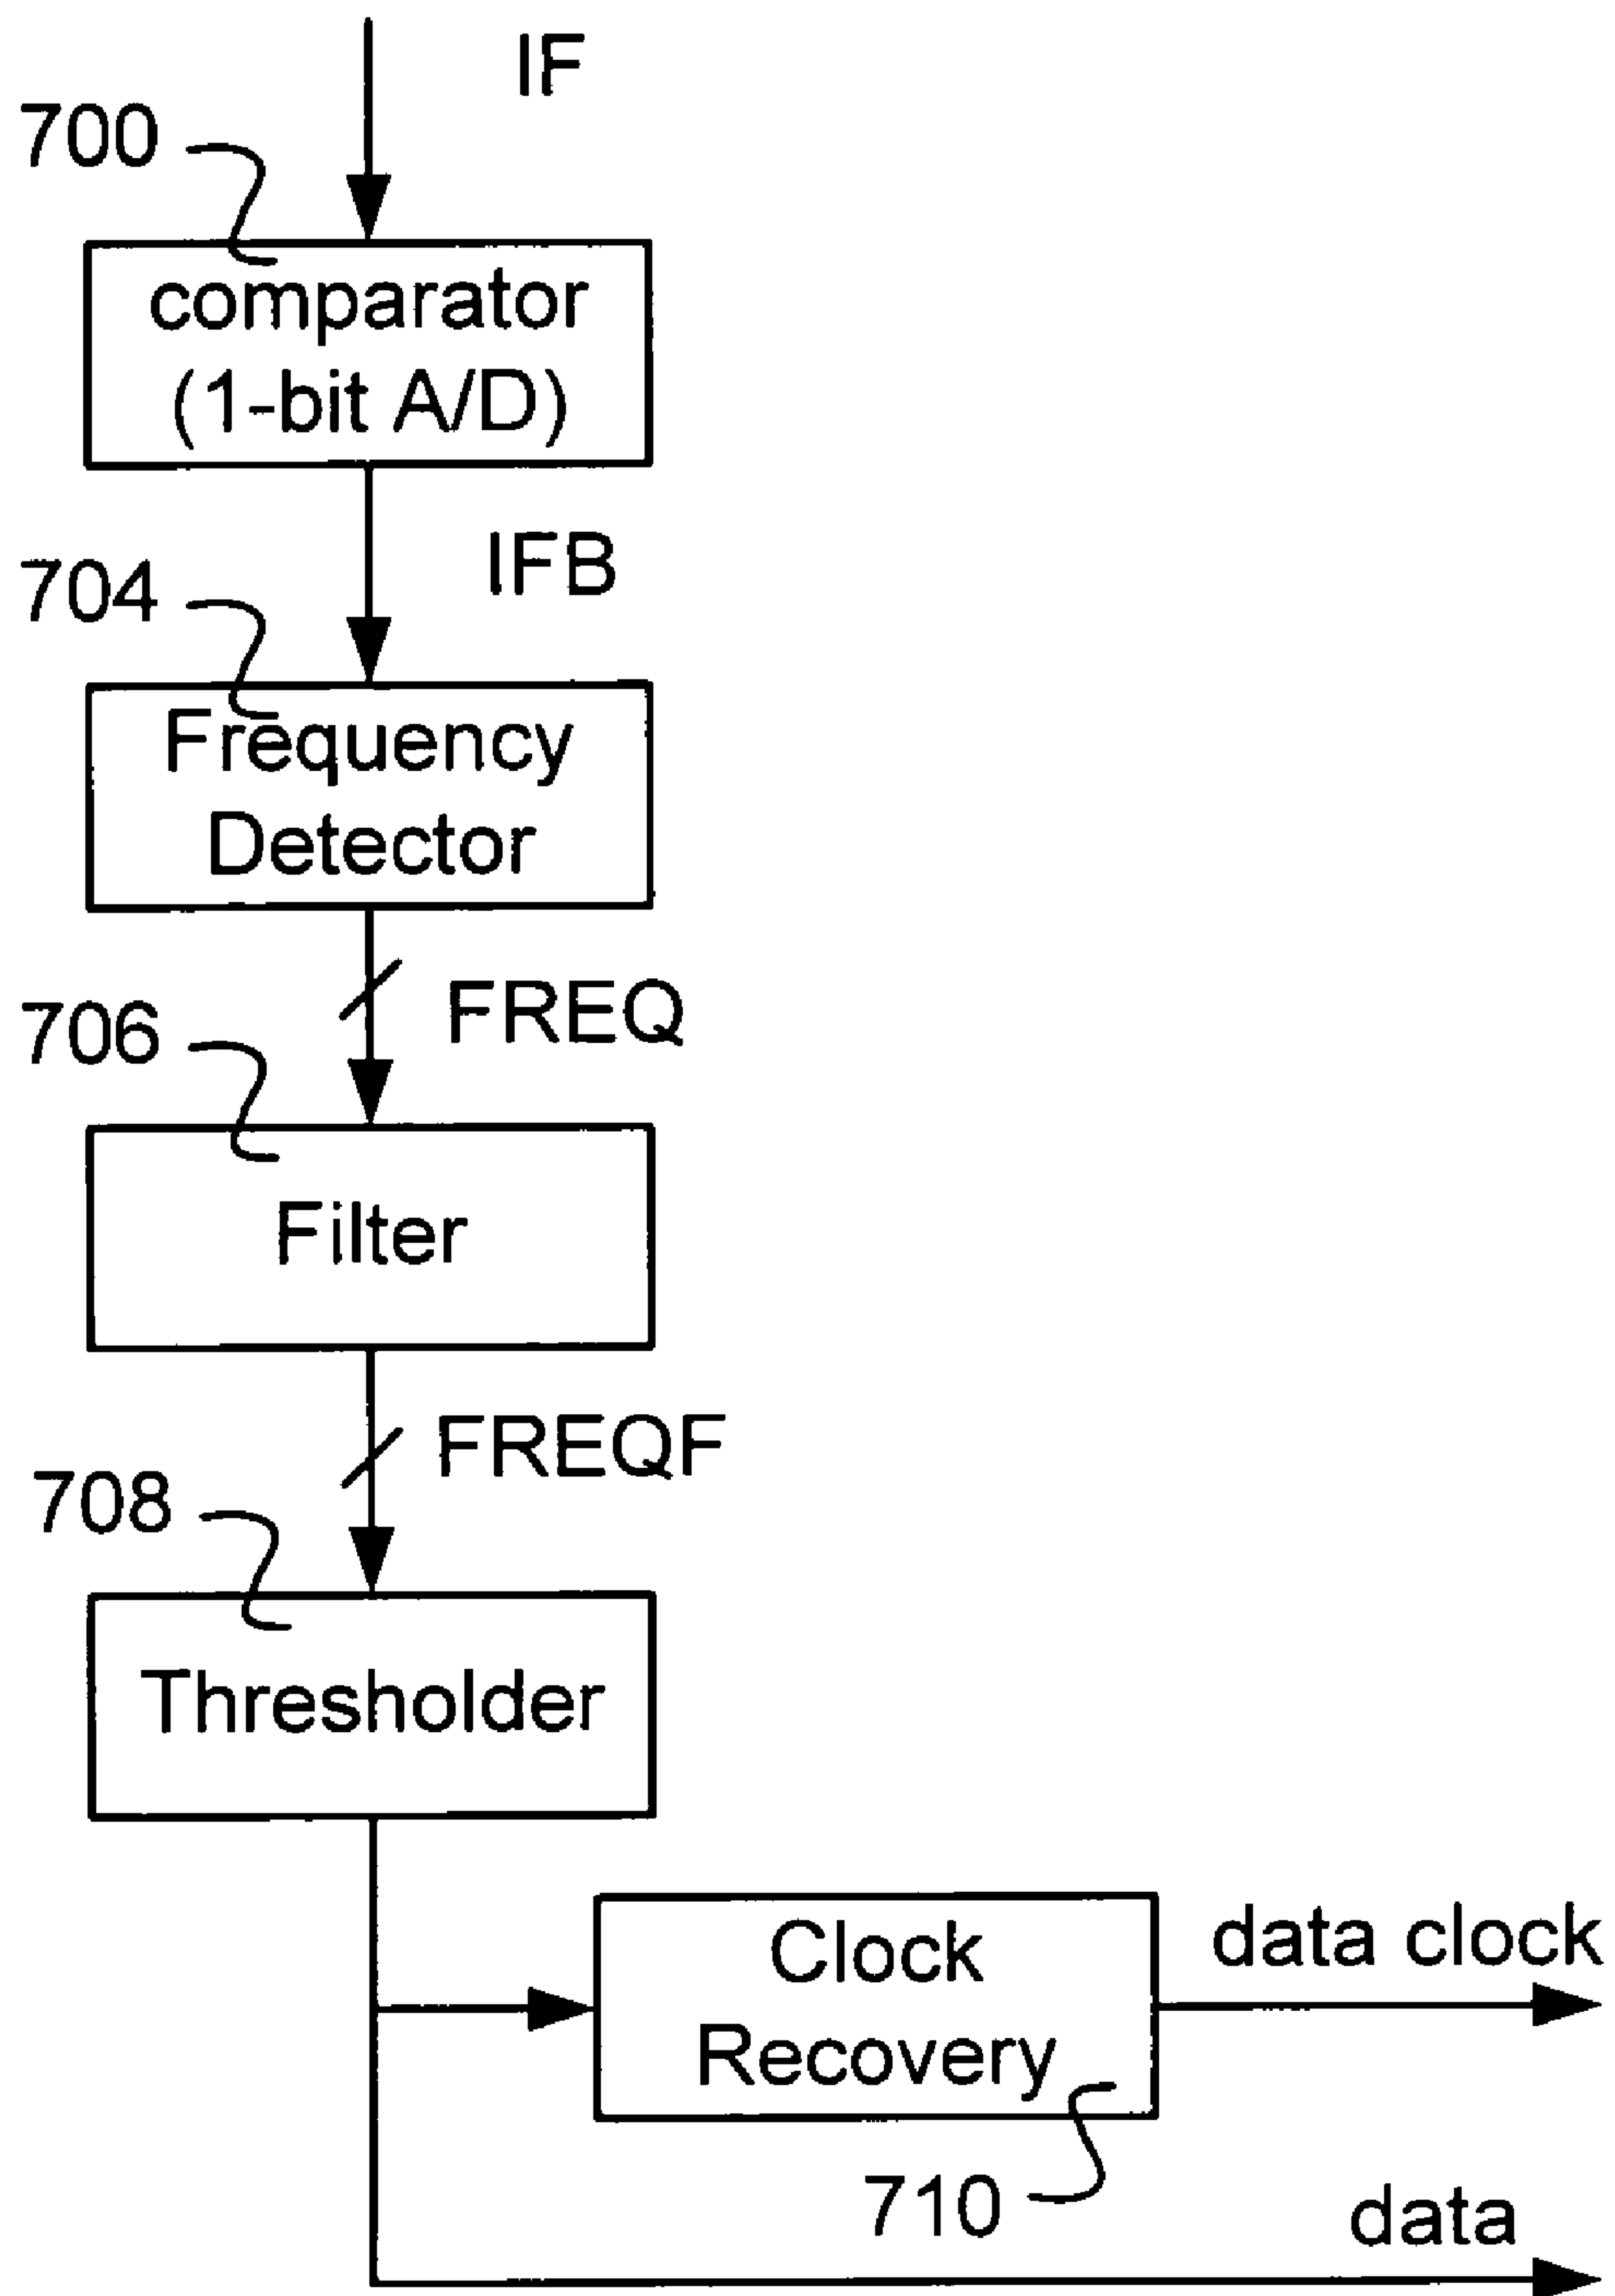 IF
700
comparator
(1-bit A/D)
IFB
704
Frequency
Detector
FREQ
706
Filter
FREQF
708
Thresholder
Clock
Recovery
data clock
710
data